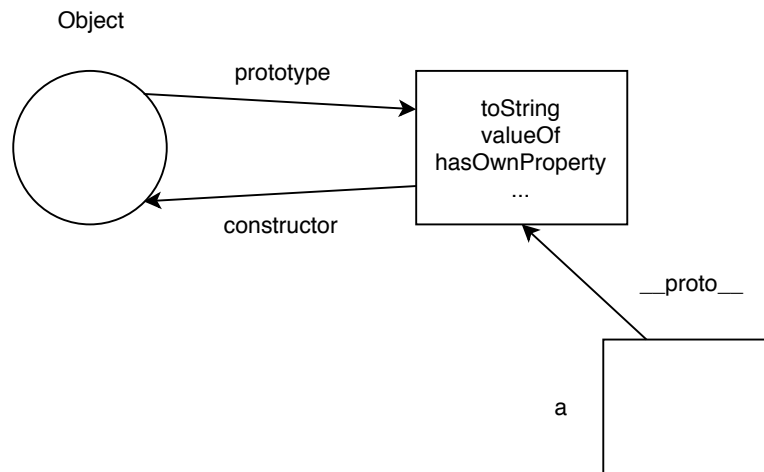 Object
prototype
toString
valueOf
hasOwnProperty
...
constructor
__proto__
a